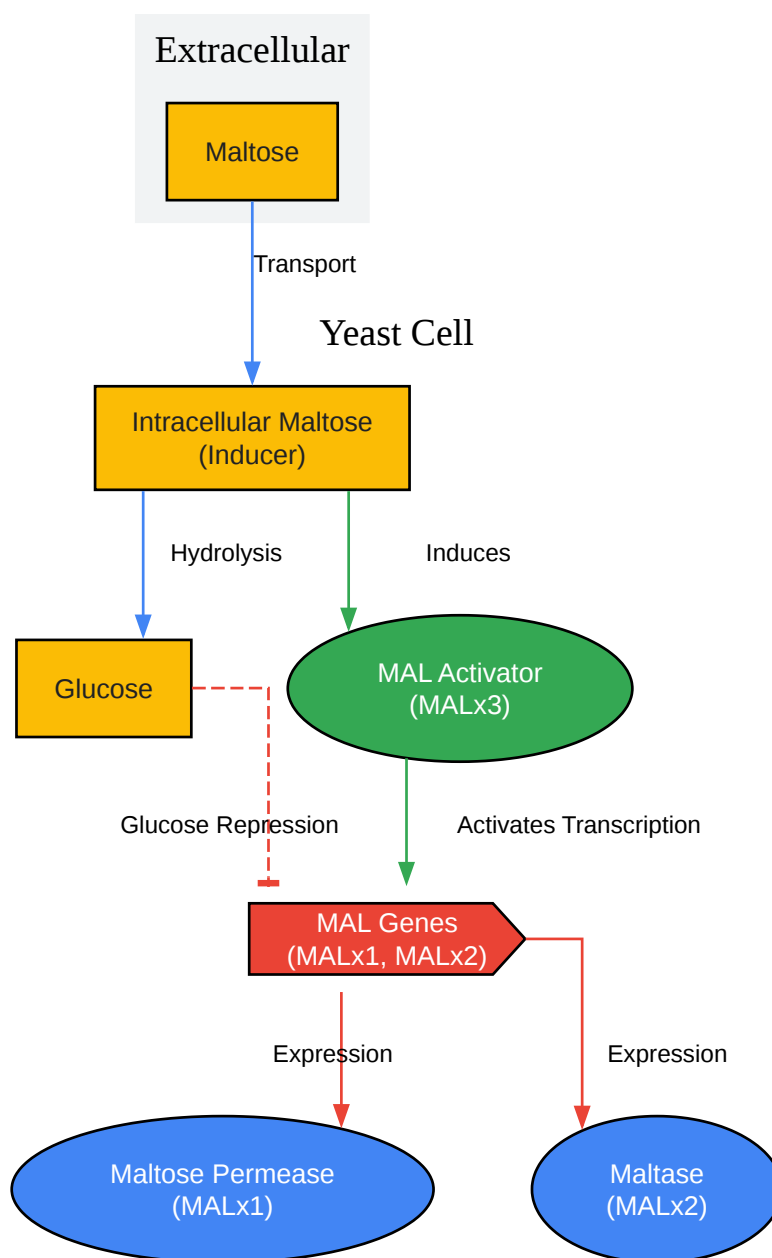 Extracellular
Maltose
Transport
Yeast Cell
Intracellular Maltose
(Inducer)
Hydrolysis
Induces
Glucose
MAL Activator
(MALx3)
Glucose Repression
Activates Transcription
MAL Genes
(MALx1, MALx2)
Expression
Expression
Maltose Permease
(MALx1)
Maltase
(MALx2)